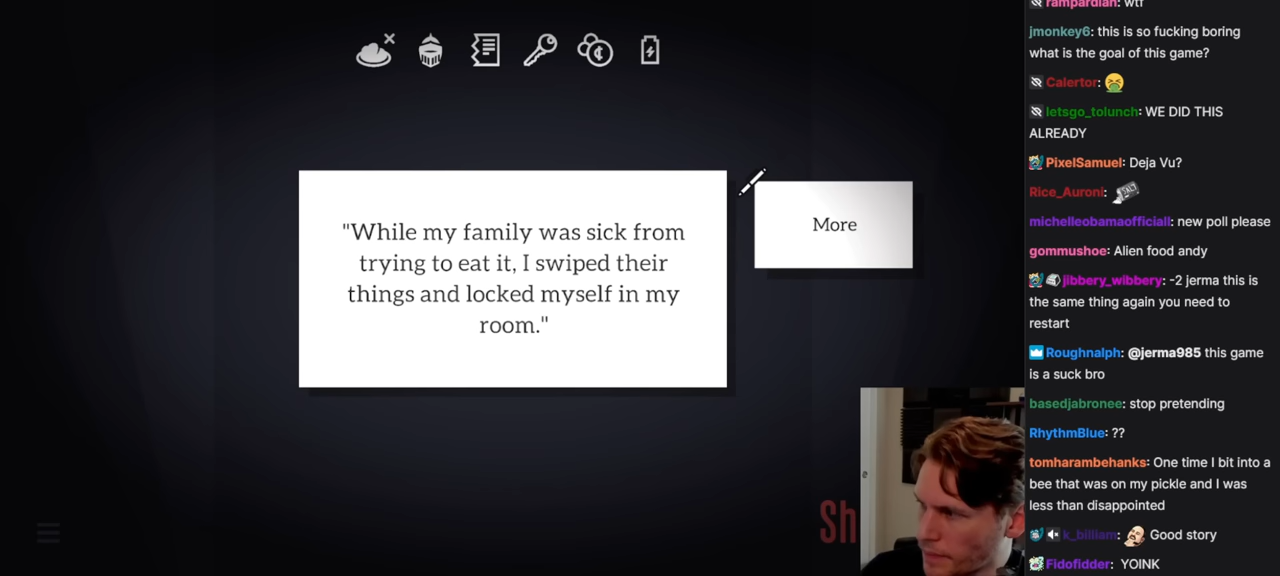 "While my family was sick from
trying to eat it, I swiped their
things and locked myself in my
room."
More
Sh
rampardian: wtf
jmonkey6: this is so fucking boring
what is the goal of this game?
Calertor:
letsgo_tolunch: WE DID THIS
ALREADY
PixelSamuel: Deja Vu?
Rice_Auroni:
michelleobamaofficiall: new poll please
gommushoe: Alien food andy
jibbery_wibbery: -2 jerma this is
the same thing again you need to
restart
Roughnalph: @jerma985 this game
is a suck bro
basedjabronee: stop pretending
RhythmBlue: ??
tomharambehanks: One time I bit into a
bee that was on my pickle and I was
less than disappointed
k_billiam: Good story
Fidofidder: YOINK